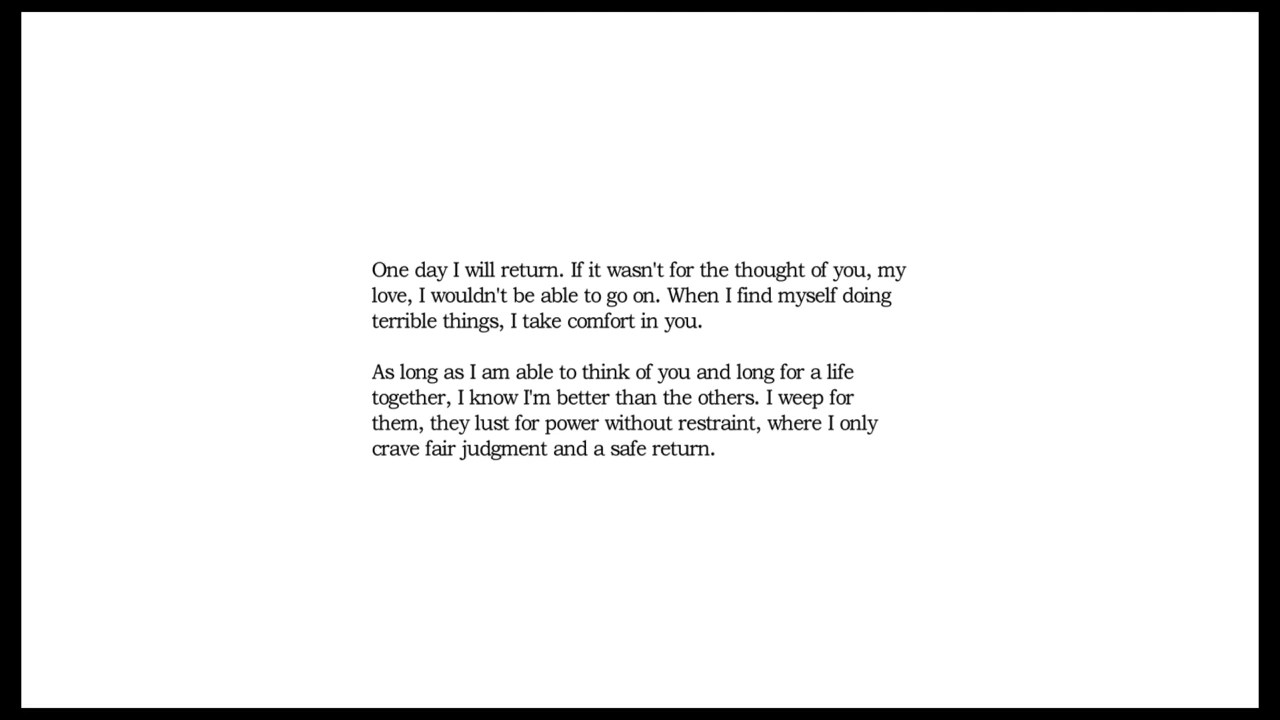 One day I will return. If it wasn't for the thought of you, my
love, I wouldn't be able to go on. When I find myself doing
terrible things, I take comfort in you.
As long as I am able to think of you and long for a life
together, I know I'm better than the others. I weep for
them, they lust for power without restraint, where I only
crave fair judgment and a safe return.